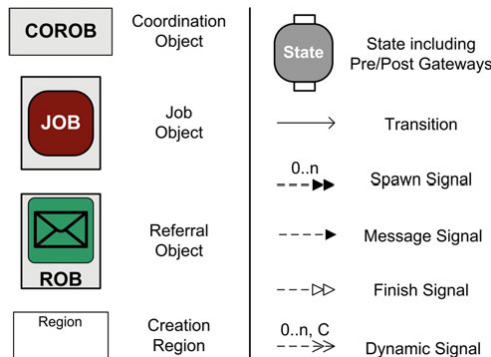 COROB
Coordination
Object
JOB
Job
Object
ROB
Referral
Object
Region
Creation
Region
State
State including
Pre/Post Gateways
Transition
0..n
Spawn Signal
Message Signal
Finish Signal
0..n, C
Dynamic Signal